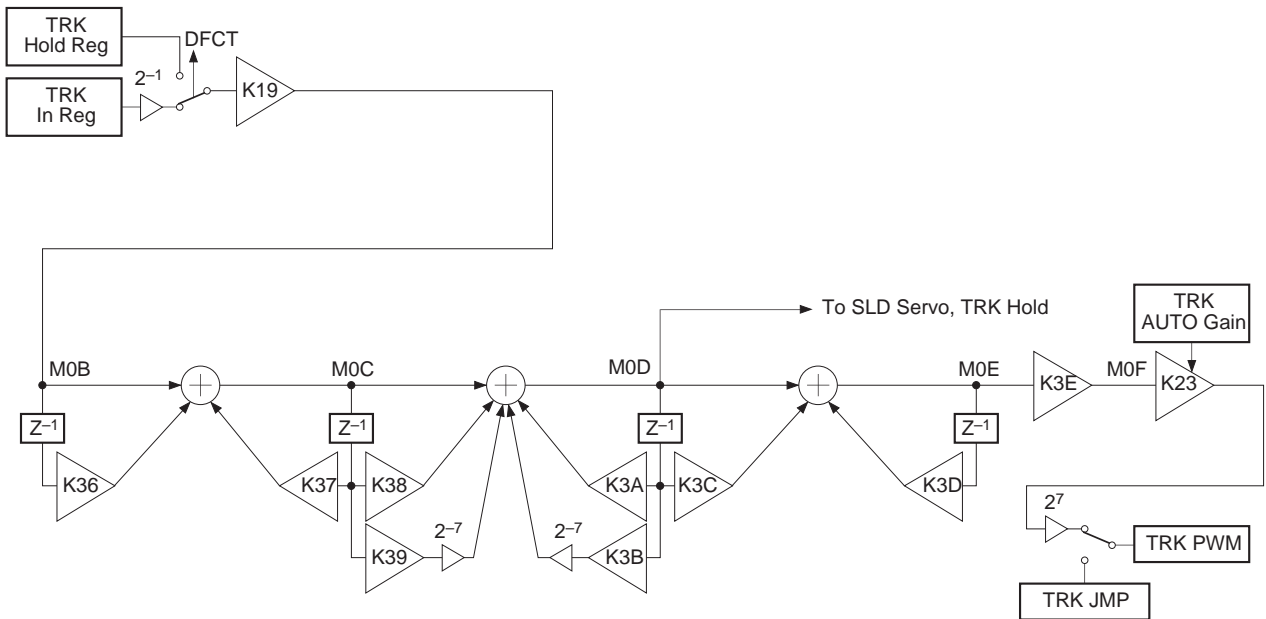 TRK
Hold Reg
DFCT
2⁻¹
TRK
In Reg
K19
To SLD Servo, TRK Hold
TRK
AUTO Gain
M0B
M0C
M0D
M0E
K3E
M0F
K23
Z⁻¹
Z⁻¹
Z⁻¹
Z⁻¹
K36
K37
K38
K3A
K3C
K3D
K39
2⁻⁷
2⁻⁷
K3B
2⁷
TRK PWM
TRK JMP